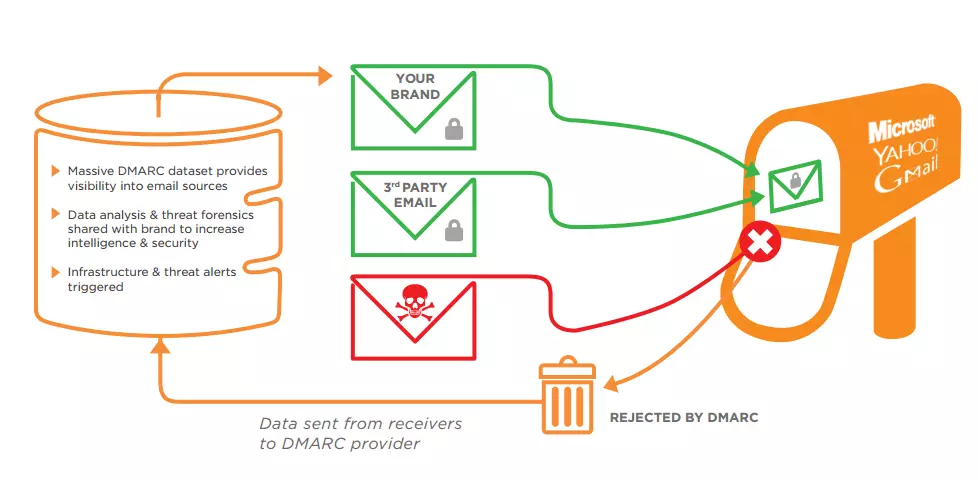 YOUR
BRAND
Microsoft
YAHOO!
GMail
Massive DMARC dataset provides
visibility into email sources
3rd PARTY
EMAIL
Data analysis & threat forensics
shared with brand to increase
intelligence & security
Infrastructure & threat alerts
triggered
REJECTED BY DMARC
Data sent from receivers
to DMARC provider